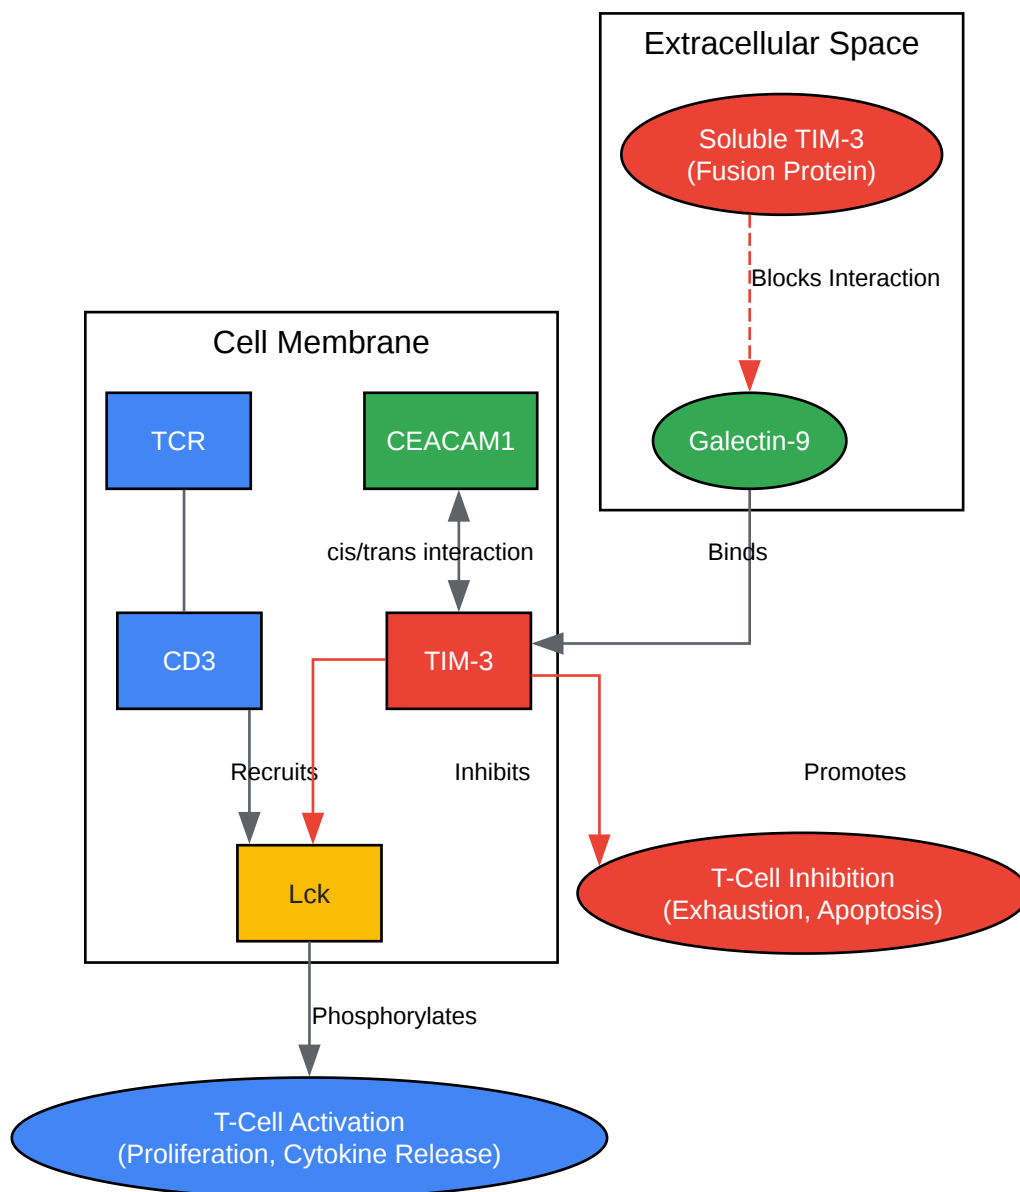 Extracellular Space
Soluble TIM-3
(Fusion Protein)
Blocks Interaction
Cell Membrane
TCR
CEACAM1
Galectin-9
cis/trans interaction
Binds
CD3
TIM-3
Recruits
Inhibits
Promotes
Lck
T-Cell Inhibition
(Exhaustion, Apoptosis)
Phosphorylates
T-Cell Activation
(Proliferation, Cytokine Release)